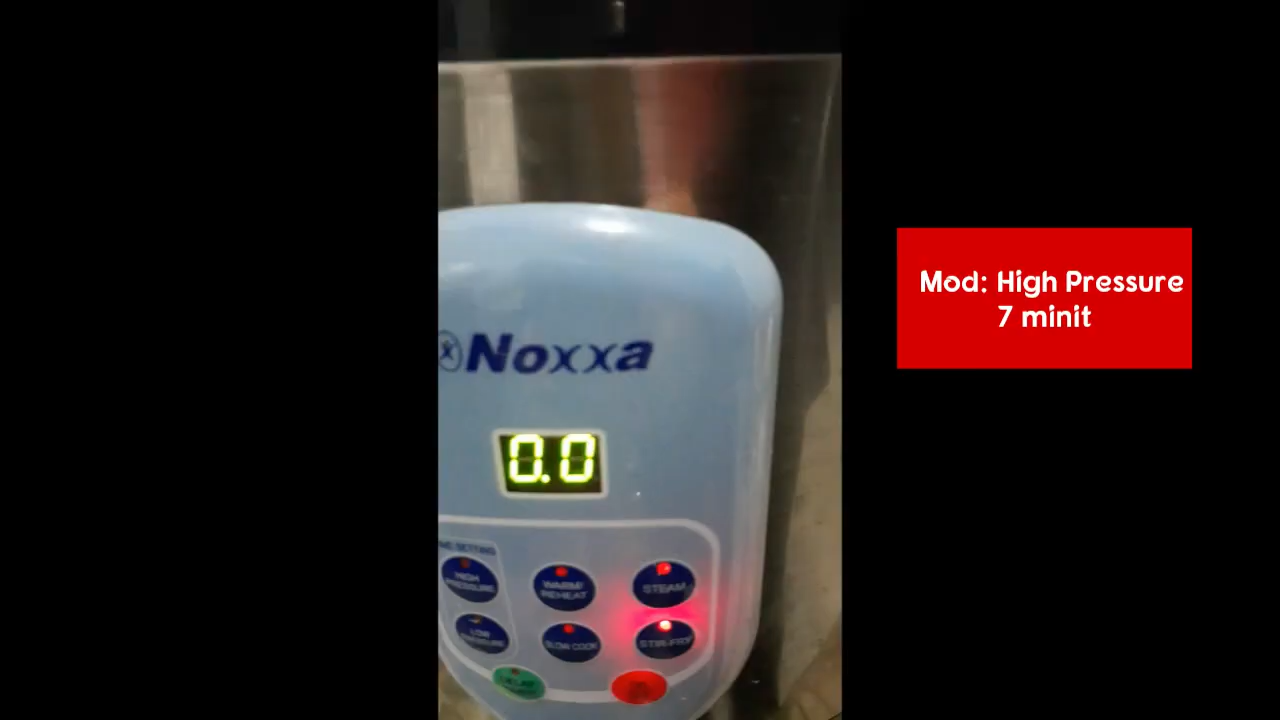 Mod: High Pressure
7 minit
Noxxa
0.0
HIGH
PRESSURE
WARM/
REHEAT
STEAM
LOW
PRESSURE
SLOW COOK
STIR-FRY